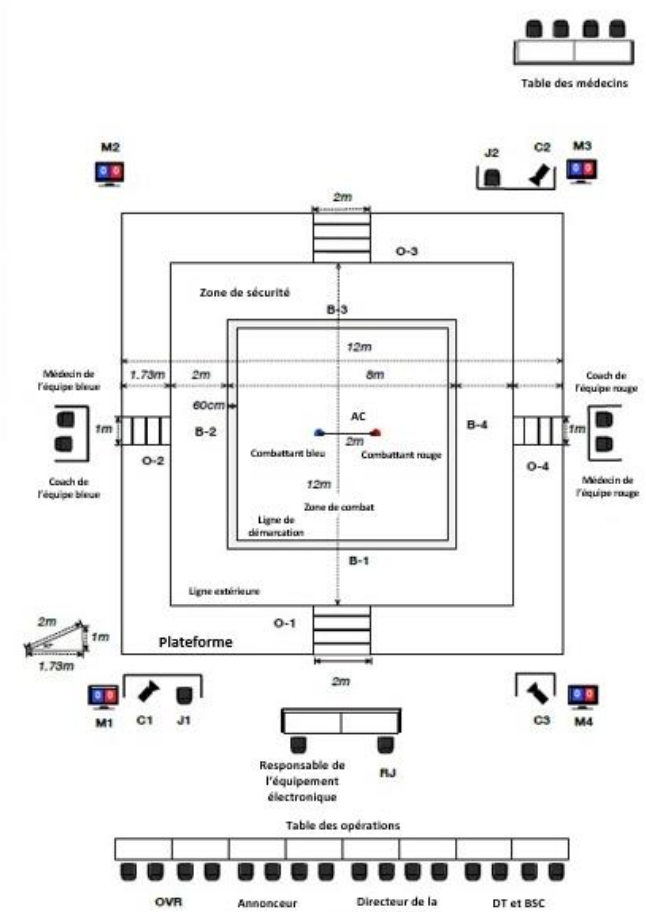 Table des médecins
M2
J2
C2
M3
2m
O-3
Zone de sécurité
B-3
12m
1.73m
2m
8m
Médecin de
l'équipe bleue
Coach de
l'équipe rouge
60cm
1m
B-2
AC
B-4
1m
2m
Combattant bleu
Combattant rouge
O-2
O-4
Coach de
l'équipe bleue
Médecin de
l'équipe rouge
12m
Zone de combat
Ligne de
démarcation
B-1
Ligne extérieure
O-1
2m
1m
1.73m
Plateforme
2m
M1
C1
J1
C3
M4
Responsable de
l'équipement
électronique
RJ
Table des opérations
OVR
Annonceur
Directeur de la
DT et BSC